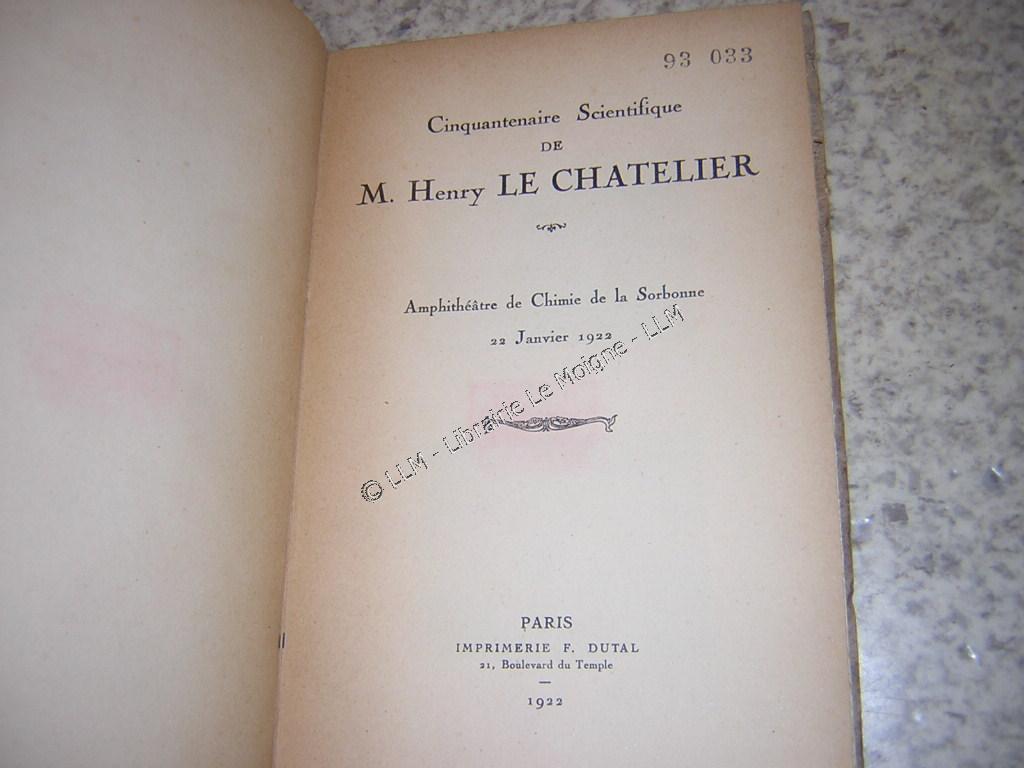 93 033
Cinquantenaire Scientifique
DE
M. Henry LE CHATELIER
Amphithéâtre de Chimie de la Sorbonne
22 Janvier 1922
© LLM - Librairie Le Moigne - LLM
PARIS
IMPRIMERIE F. DUTAL
21, Boulevard du Temple
1922